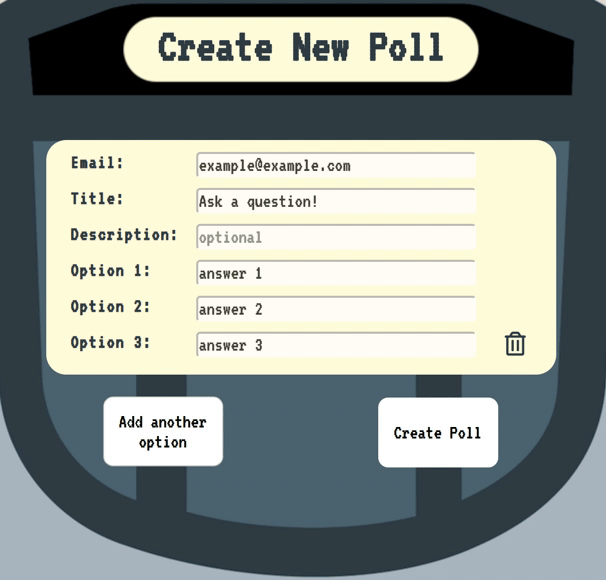 Create New Poll
Email: example@example.com
Title: Ask a question!
Description: optional
Option 1: answer 1
Option 2: answer 2
Option 3: answer 3
Add another
option
Create Poll